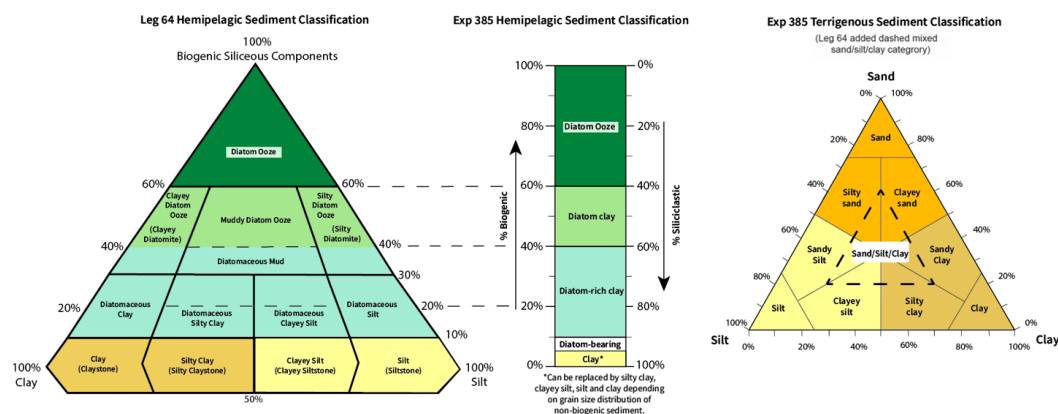 Leg 64 Hemipelagic Sediment Classification
100%
Biogenic Siliceous Components
Diatom Ooze
60%
60%
Clayey
Diatom
Ooze
(Clayey
Diatomite)
Muddy Diatom Ooze
Silty
Diatom
Ooze
(Silty
Diatomite)
40%
40%
Diatomaceous Mud
30%
20%
20%
Diatomaceous
Clay
Diatomaceous
Silty Clay
Diatomaceous
Clayey Silt
Diatomaceous
Silt
10%
100%
Clay
Clay
(Claystone)
Silty Clay
(Silty Claystone)
Clayey Silt
(Clayey Siltstone)
Silt
(Siltstone)
100%
Silt
50%
Exp 385 Hemipelagic Sediment Classification
100%
0%
80%
Diatom Ooze
20%
60%
40%
Diatom clay
40%
60%
Diatom-rich clay
20%
80%
Diatom-bearing
Clay*
0%
100%
% Biogenic
% Siliciclastic
*Can be replaced by silty clay,
clayey silt, silt and clay depending
on grain size distribution of
non-biogenic sediment.
Exp 385 Terrigenous Sediment Classification
(Leg 64 added dashed mixed
sand/silt/clay categrory)
Sand
0%
100%
Sand
20%
80%
40%
60%
Silty
sand
Clayey
sand
60%
40%
Sandy
Silt
Sand/Silt/Clay
Sandy
Clay
80%
20%
Silt
Clayey
silt
Silty
clay
Clay
100%
0%
Silt
Clay
0%
20%
40%
60%
80%
100%